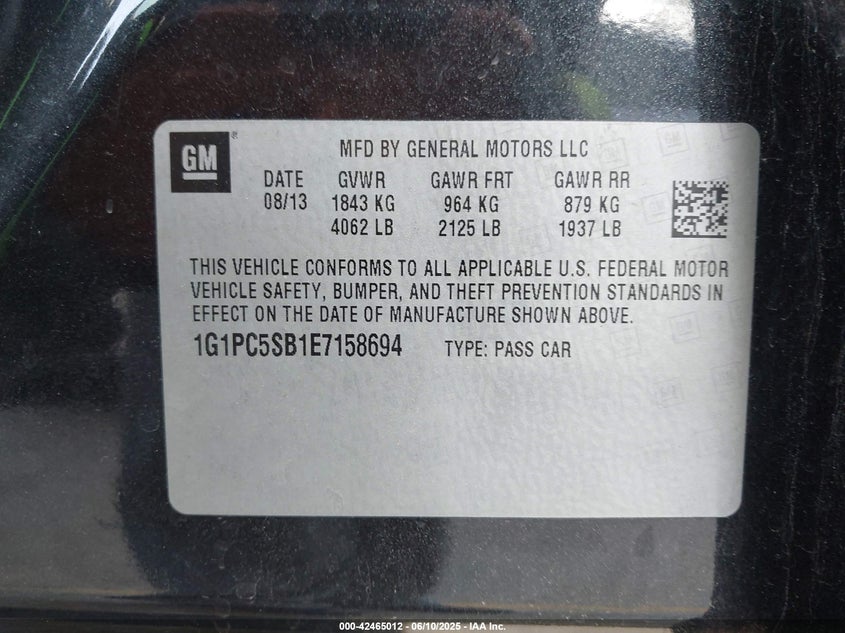 GM ®
MFD BY GENERAL MOTORS LLC
DATE GVWR GAWR FRT GAWR RR
08/13 1843 KG 964 KG 879 KG
4062 LB 2125 LB 1937 LB
THIS VEHICLE CONFORMS TO ALL APPLICABLE U.S. FEDERAL MOTOR
VEHICLE SAFETY, BUMPER, AND THEFT PREVENTION STANDARDS IN
EFFECT ON THE DATE OF MANUFACTURE SHOWN ABOVE.
1G1PC5SB1E7158694 TYPE: PASS CAR
000-42465012 - 06/10/2025 - IAA Inc.